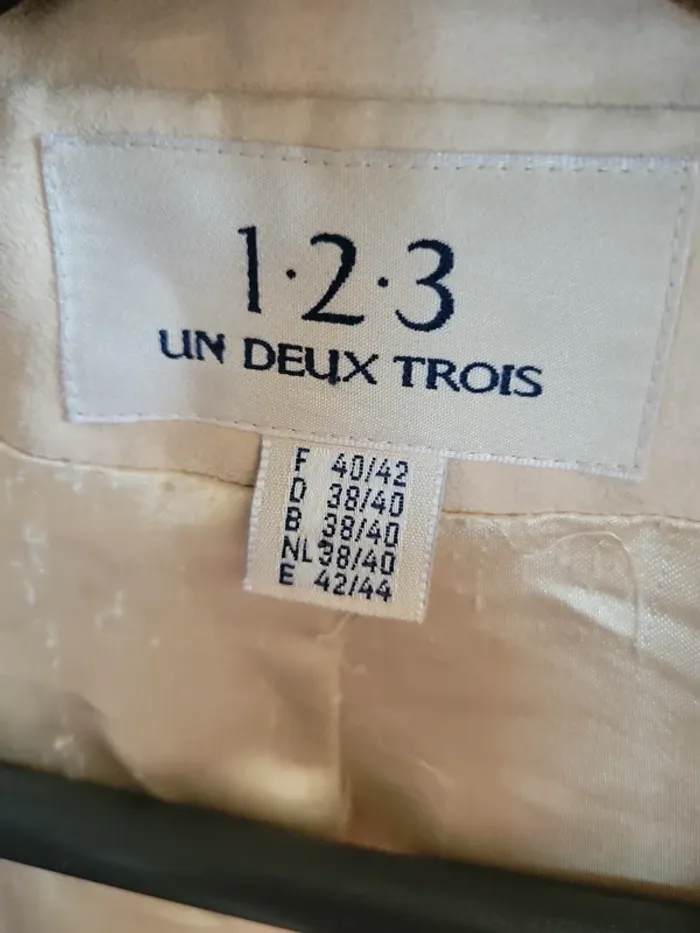 1·2·3
UN DEUX TROIS
F 40/42
D 38/40
B 38/40
NL 38/40
E 42/44